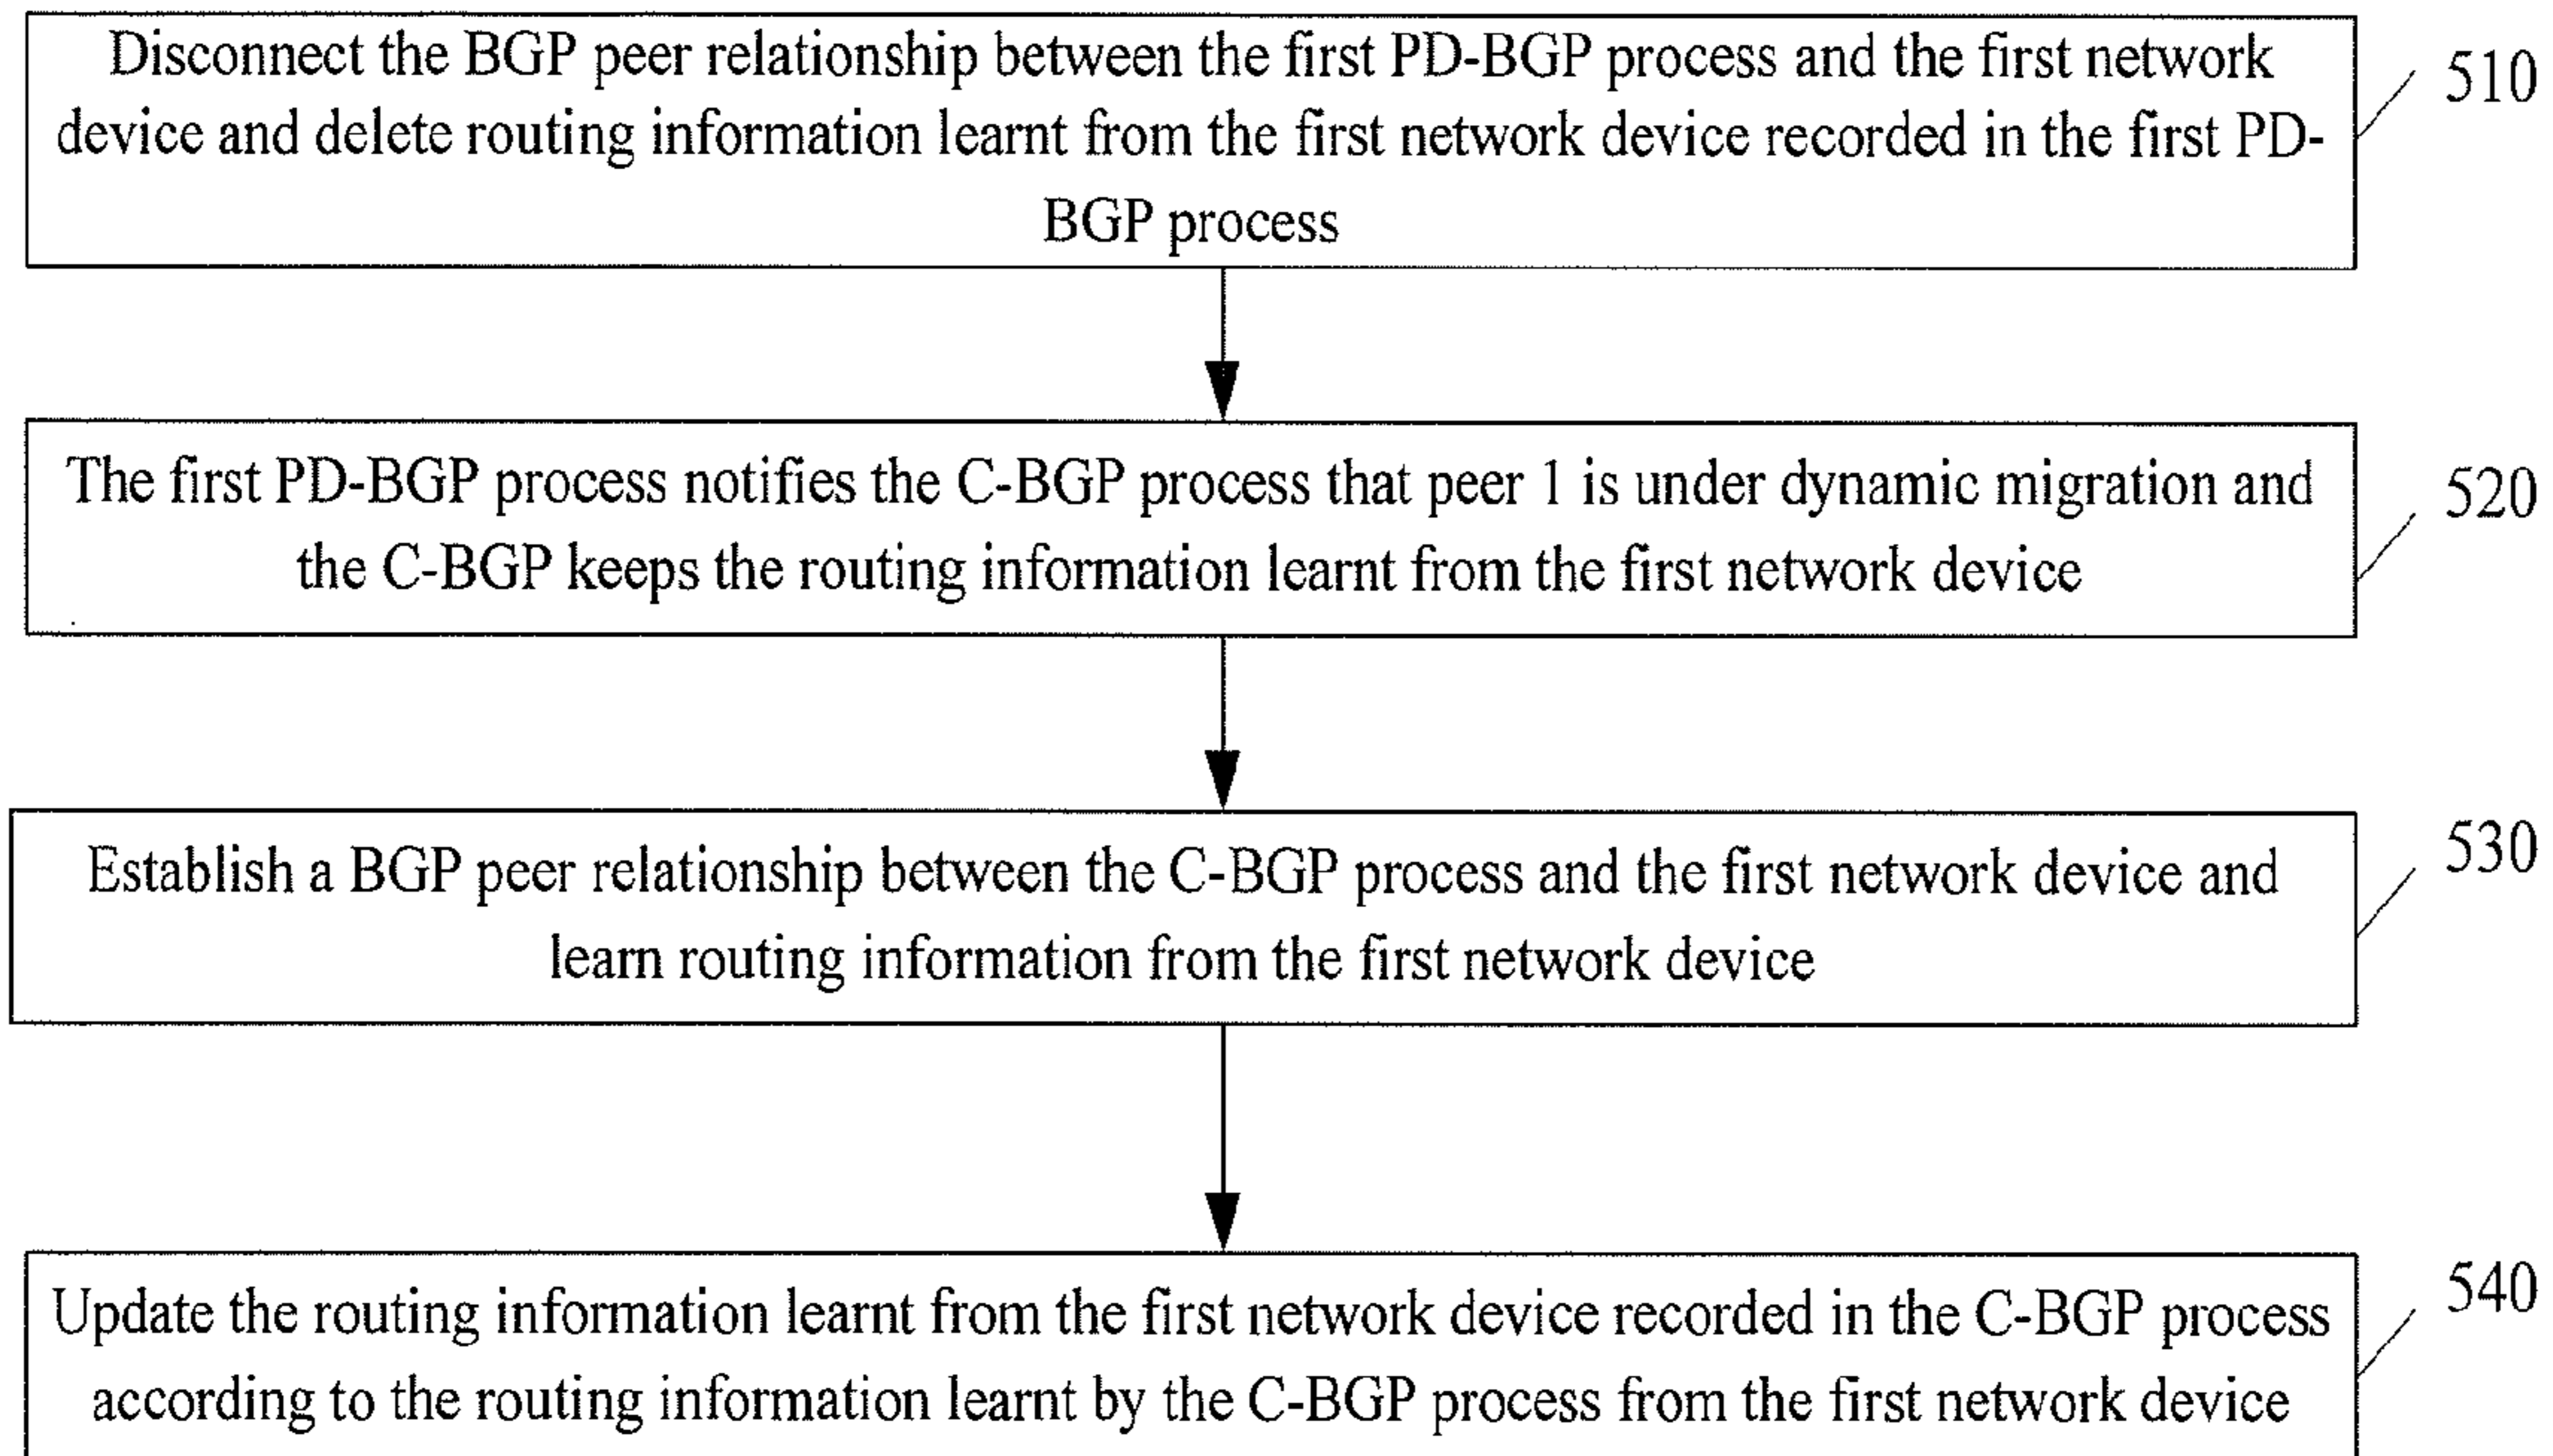 Disconnect the BGP peer relationship between the first PD-BGP process and the first network
device and delete routing information learnt from the first network device recorded in the first PD-
BGP process
510
The first PD-BGP process notifies the C-BGP process that peer 1 is under dynamic migration and
the C-BGP keeps the routing information learnt from the first network device
520
Establish a BGP peer relationship between the C-BGP process and the first network device and
learn routing information from the first network device
530
Update the routing information learnt from the first network device recorded in the C-BGP process
according to the routing information learnt by the C-BGP process from the first network device
540